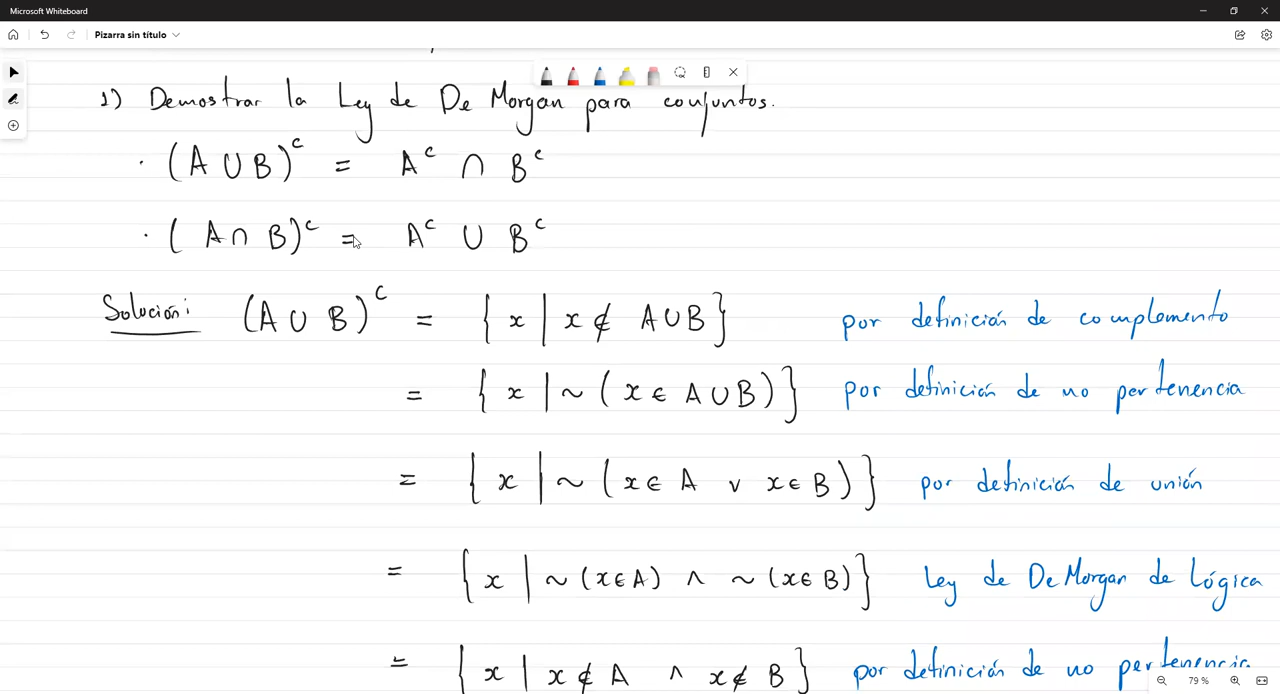 Microsoft Whiteboard
Pizarra sin título
1) Demostrar la Ley de De Morgan para conjuntos.
· (A ∪ B)ᶜ = Aᶜ ∩ Bᶜ
· (A ∩ B)ᶜ = Aᶜ ∪ Bᶜ
Solución: (A ∪ B)ᶜ = { x | x ∉ A ∪ B } por definición de complemento
= { x | ~ ( x ∈ A ∪ B ) } por definición de no pertenencia
= { x | ~ ( x ∈ A ∨ x ∈ B ) } por definición de unión
= { x | ~ ( x ∈ A ) ∧ ~ ( x ∈ B ) } Ley de De Morgan de Lógica
= { x | x ∉ A ∧ x ∉ B } por definición de no pertenencia
79 %